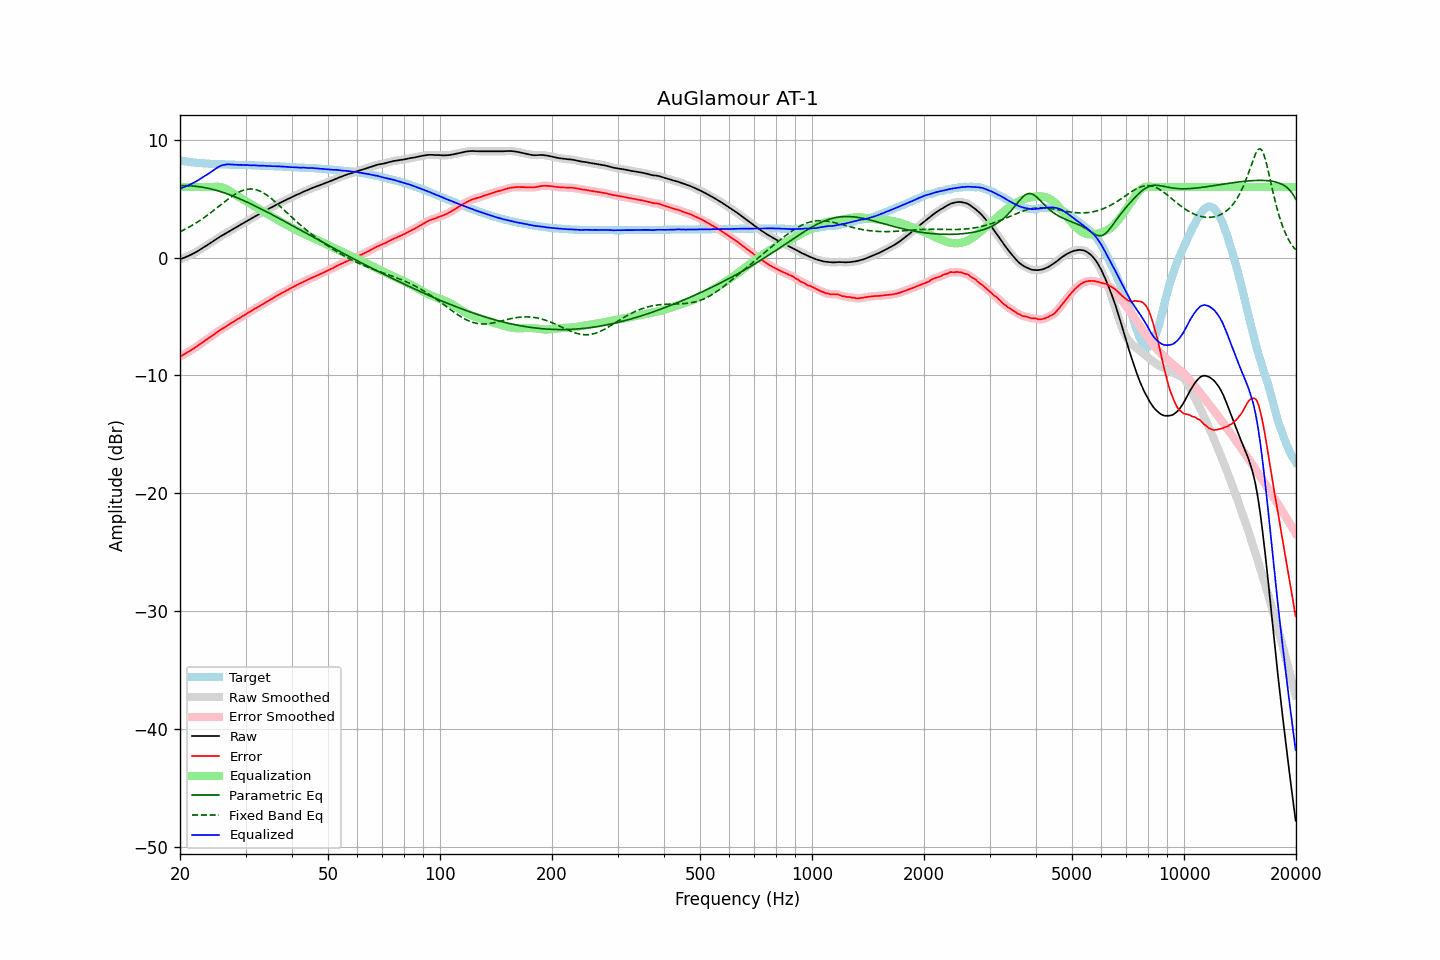 AuGlamour AT-1
10
0
−10
−20
−30
−40
−50
Amplitude (dBr)
Target
Raw Smoothed
Error Smoothed
Raw
Error
Equalization
Parametric Eq
Fixed Band Eq
Equalized
20 50 100 200 500 1000 2000 5000 10000 20000
Frequency (Hz)